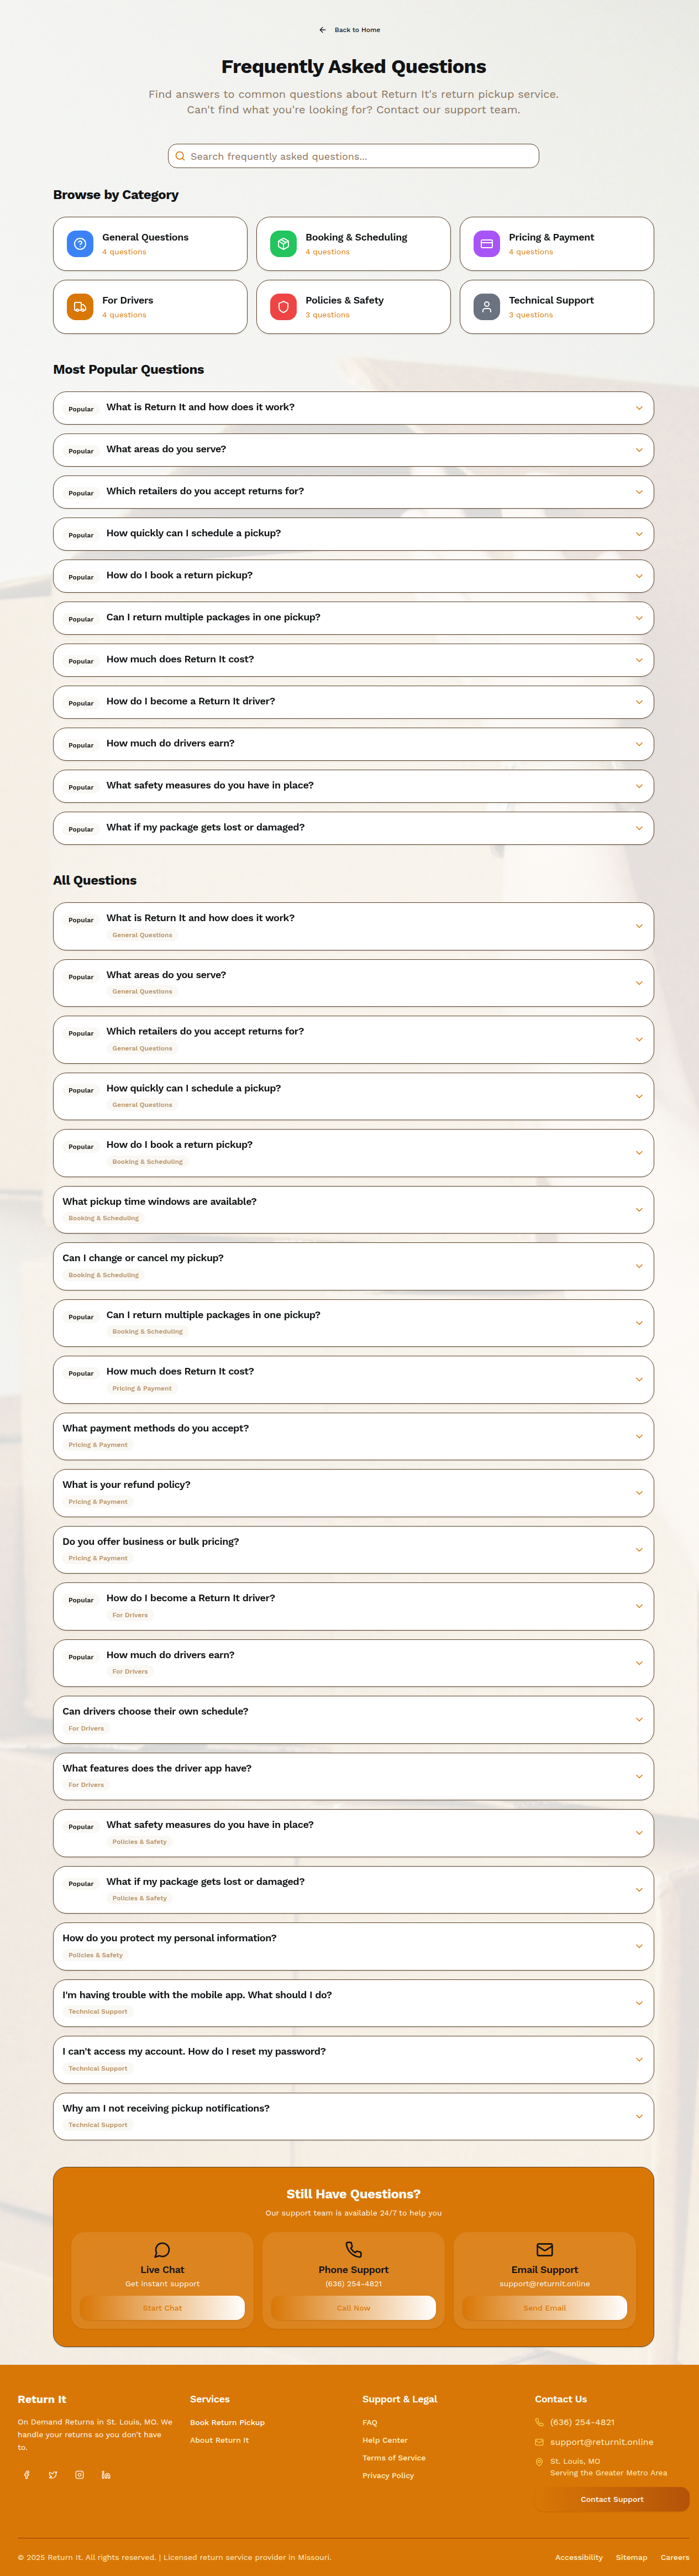 Back to Home
Frequently Asked Questions
Find answers to common questions about Return It's return pickup service.
Can't find what you're looking for? Contact our support team.
Search frequently asked questions...
Browse by Category
General Questions
4 questions
Booking & Scheduling
4 questions
Pricing & Payment
4 questions
For Drivers
4 questions
Policies & Safety
3 questions
Technical Support
3 questions
Most Popular Questions
Popular What is Return It and how does it work?
Popular What areas do you serve?
Popular Which retailers do you accept returns for?
Popular How quickly can I schedule a pickup?
Popular How do I book a return pickup?
Popular Can I return multiple packages in one pickup?
Popular How much does Return It cost?
Popular How do I become a Return It driver?
Popular How much do drivers earn?
Popular What safety measures do you have in place?
Popular What if my package gets lost or damaged?
All Questions
Popular What is Return It and how does it work?
General Questions
Popular What areas do you serve?
General Questions
Popular Which retailers do you accept returns for?
General Questions
Popular How quickly can I schedule a pickup?
General Questions
Popular How do I book a return pickup?
Booking & Scheduling
What pickup time windows are available?
Booking & Scheduling
Can I change or cancel my pickup?
Booking & Scheduling
Popular Can I return multiple packages in one pickup?
Booking & Scheduling
Popular How much does Return It cost?
Pricing & Payment
What payment methods do you accept?
Pricing & Payment
What is your refund policy?
Pricing & Payment
Do you offer business or bulk pricing?
Pricing & Payment
Popular How do I become a Return It driver?
For Drivers
Popular How much do drivers earn?
For Drivers
Can drivers choose their own schedule?
For Drivers
What features does the driver app have?
For Drivers
Popular What safety measures do you have in place?
Policies & Safety
Popular What if my package gets lost or damaged?
Policies & Safety
How do you protect my personal information?
Policies & Safety
I'm having trouble with the mobile app. What should I do?
Technical Support
I can't access my account. How do I reset my password?
Technical Support
Why am I not receiving pickup notifications?
Technical Support
Still Have Questions?
Our support team is available 24/7 to help you
Live Chat
Get instant support
Start Chat
Phone Support
(636) 254-4821
Call Now
Email Support
support@returnit.online
Send Email
Return It
On Demand Returns in St. Louis, MO. We
handle your returns so you don't have
to.
Services
Book Return Pickup
About Return It
Support & Legal
FAQ
Help Center
Terms of Service
Privacy Policy
Contact Us
(636) 254-4821
support@returnit.online
St. Louis, MO
Serving the Greater Metro Area
Contact Support
© 2025 Return It. All rights reserved. | Licensed return service provider in Missouri.
Accessibility Sitemap Careers